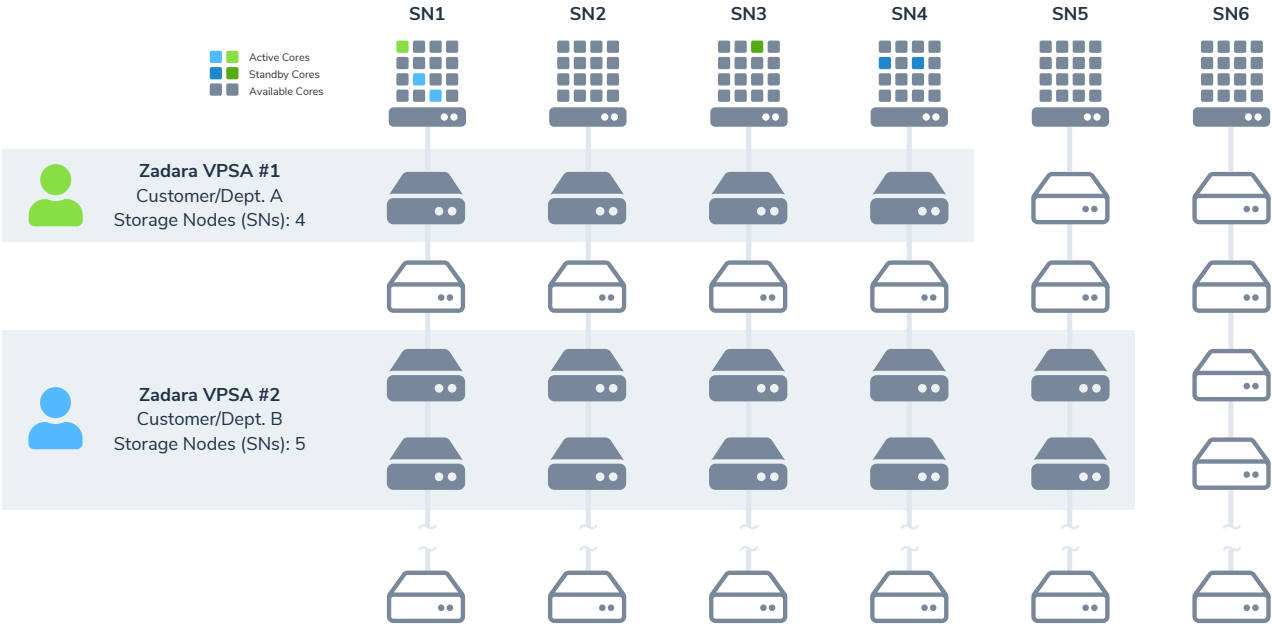 SN1 SN2 SN3 SN4 SN5 SN6
Active Cores
Standby Cores
Available Cores
Zadara VPSA #1
Customer/Dept. A
Storage Nodes (SNs): 4
Zadara VPSA #2
Customer/Dept. B
Storage Nodes (SNs): 5